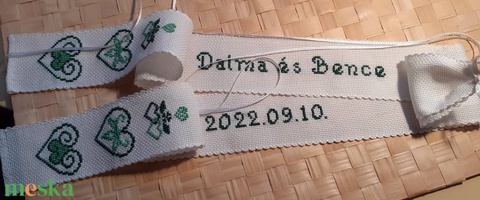 Dalma és Bence
2022.09.10.
meska